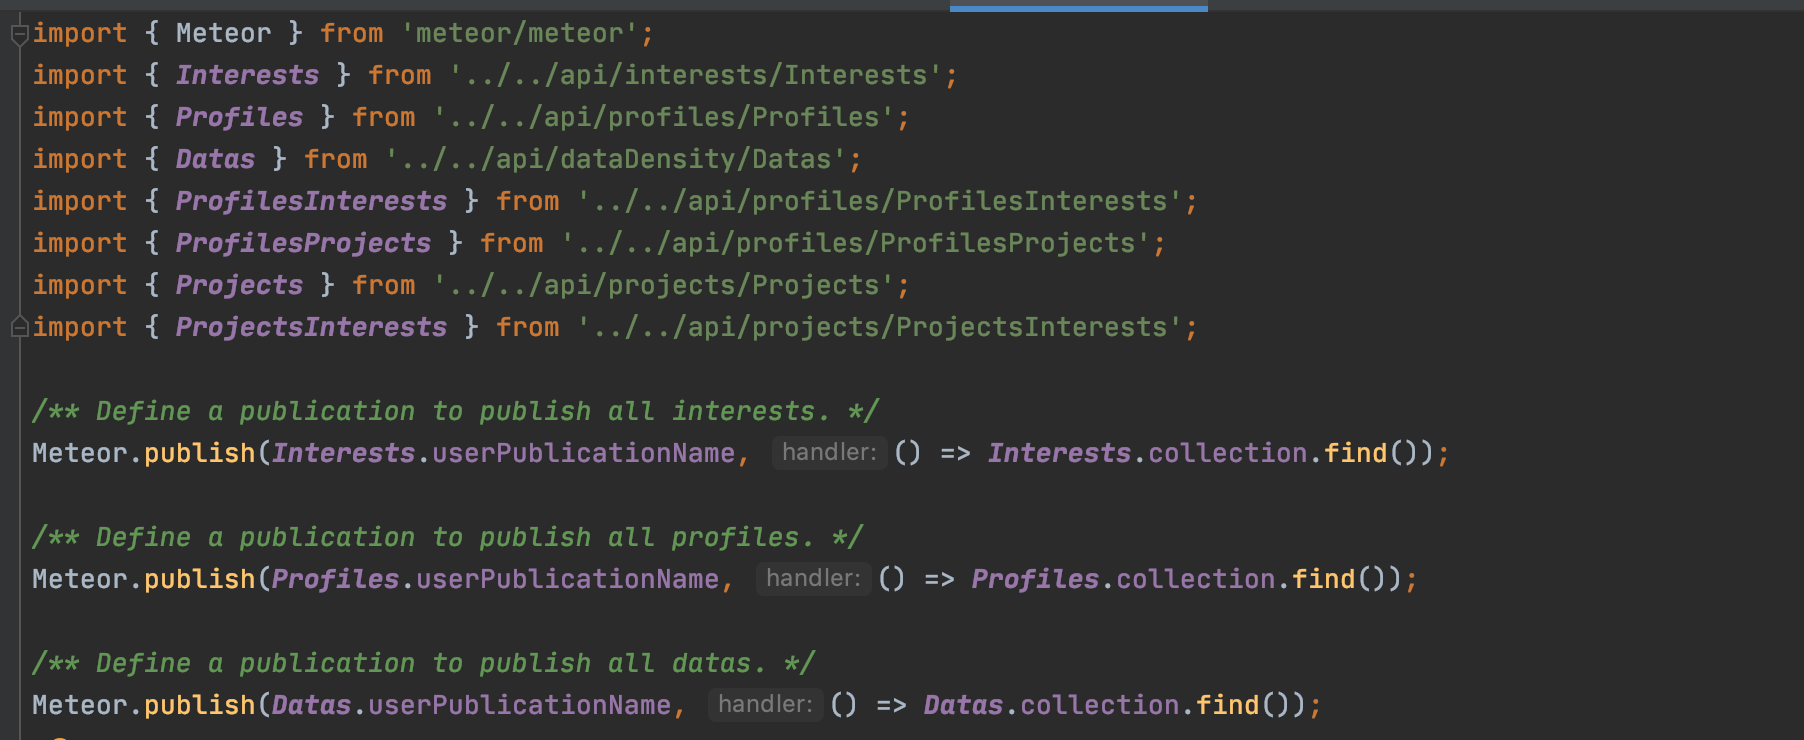 import { Meteor } from 'meteor/meteor';
import { Interests } from '../../api/interests/Interests';
import { Profiles } from '../../api/profiles/Profiles';
import { Datas } from '../../api/dataDensity/Datas';
import { ProfilesInterests } from '../../api/profiles/ProfilesInterests';
import { ProfilesProjects } from '../../api/profiles/ProfilesProjects';
import { Projects } from '../../api/projects/Projects';
import { ProjectsInterests } from '../../api/projects/ProjectsInterests';
/** Define a publication to publish all interests. */
Meteor.publish(Interests.userPublicationName, handler: () => Interests.collection.find());
/** Define a publication to publish all profiles. */
Meteor.publish(Profiles.userPublicationName, handler: () => Profiles.collection.find());
/** Define a publication to publish all datas. */
Meteor.publish(Datas.userPublicationName, handler: () => Datas.collection.find());